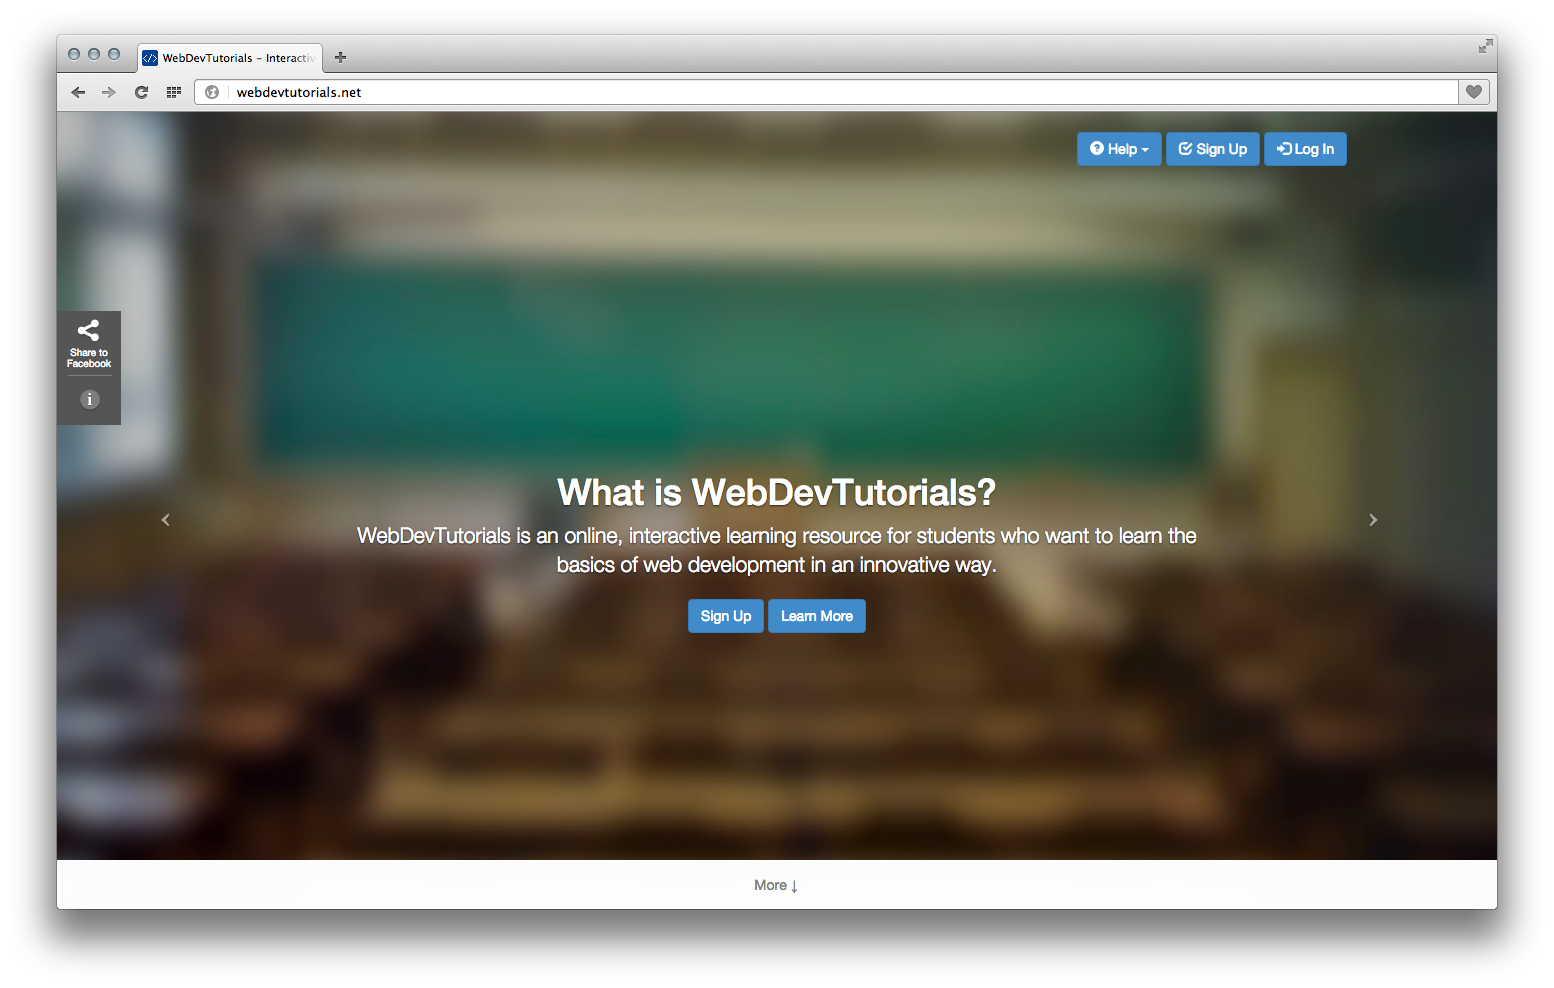 WebDevTutorials – Interactiv
webdevtutorials.net
Help
Sign Up
Log In
Share to
Facebook
What is WebDevTutorials?
WebDevTutorials is an online, interactive learning resource for students who want to learn the
basics of web development in an innovative way.
Sign Up
Learn More
More ↓